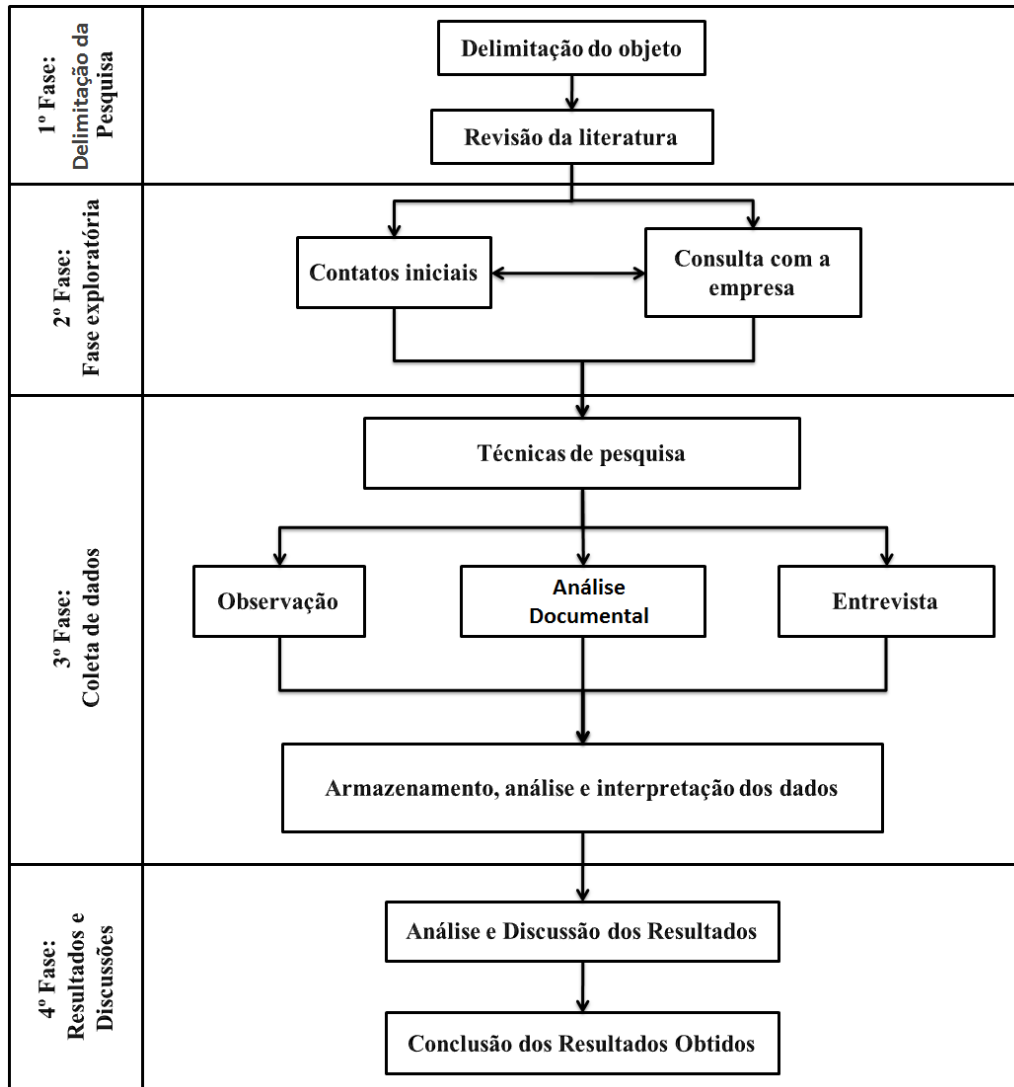 1º Fase:
Delimitação da
Pesquisa
Delimitação do objeto
Revisão da literatura
2º Fase:
Fase exploratória
Contatos iniciais
Consulta com a
empresa
3º Fase:
Coleta de dados
Técnicas de pesquisa
Observação
Análise
Documental
Entrevista
Armazenamento, análise e interpretação dos dados
4º Fase:
Resultados e
Discussões
Análise e Discussão dos Resultados
Conclusão dos Resultados Obtidos